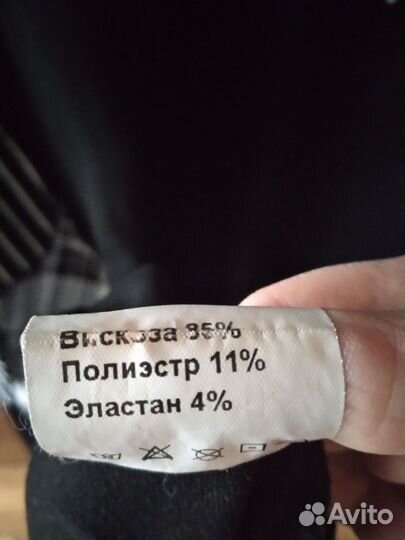 Вискоза 85%
Полиэстр 11%
Эластан 4%
Avito